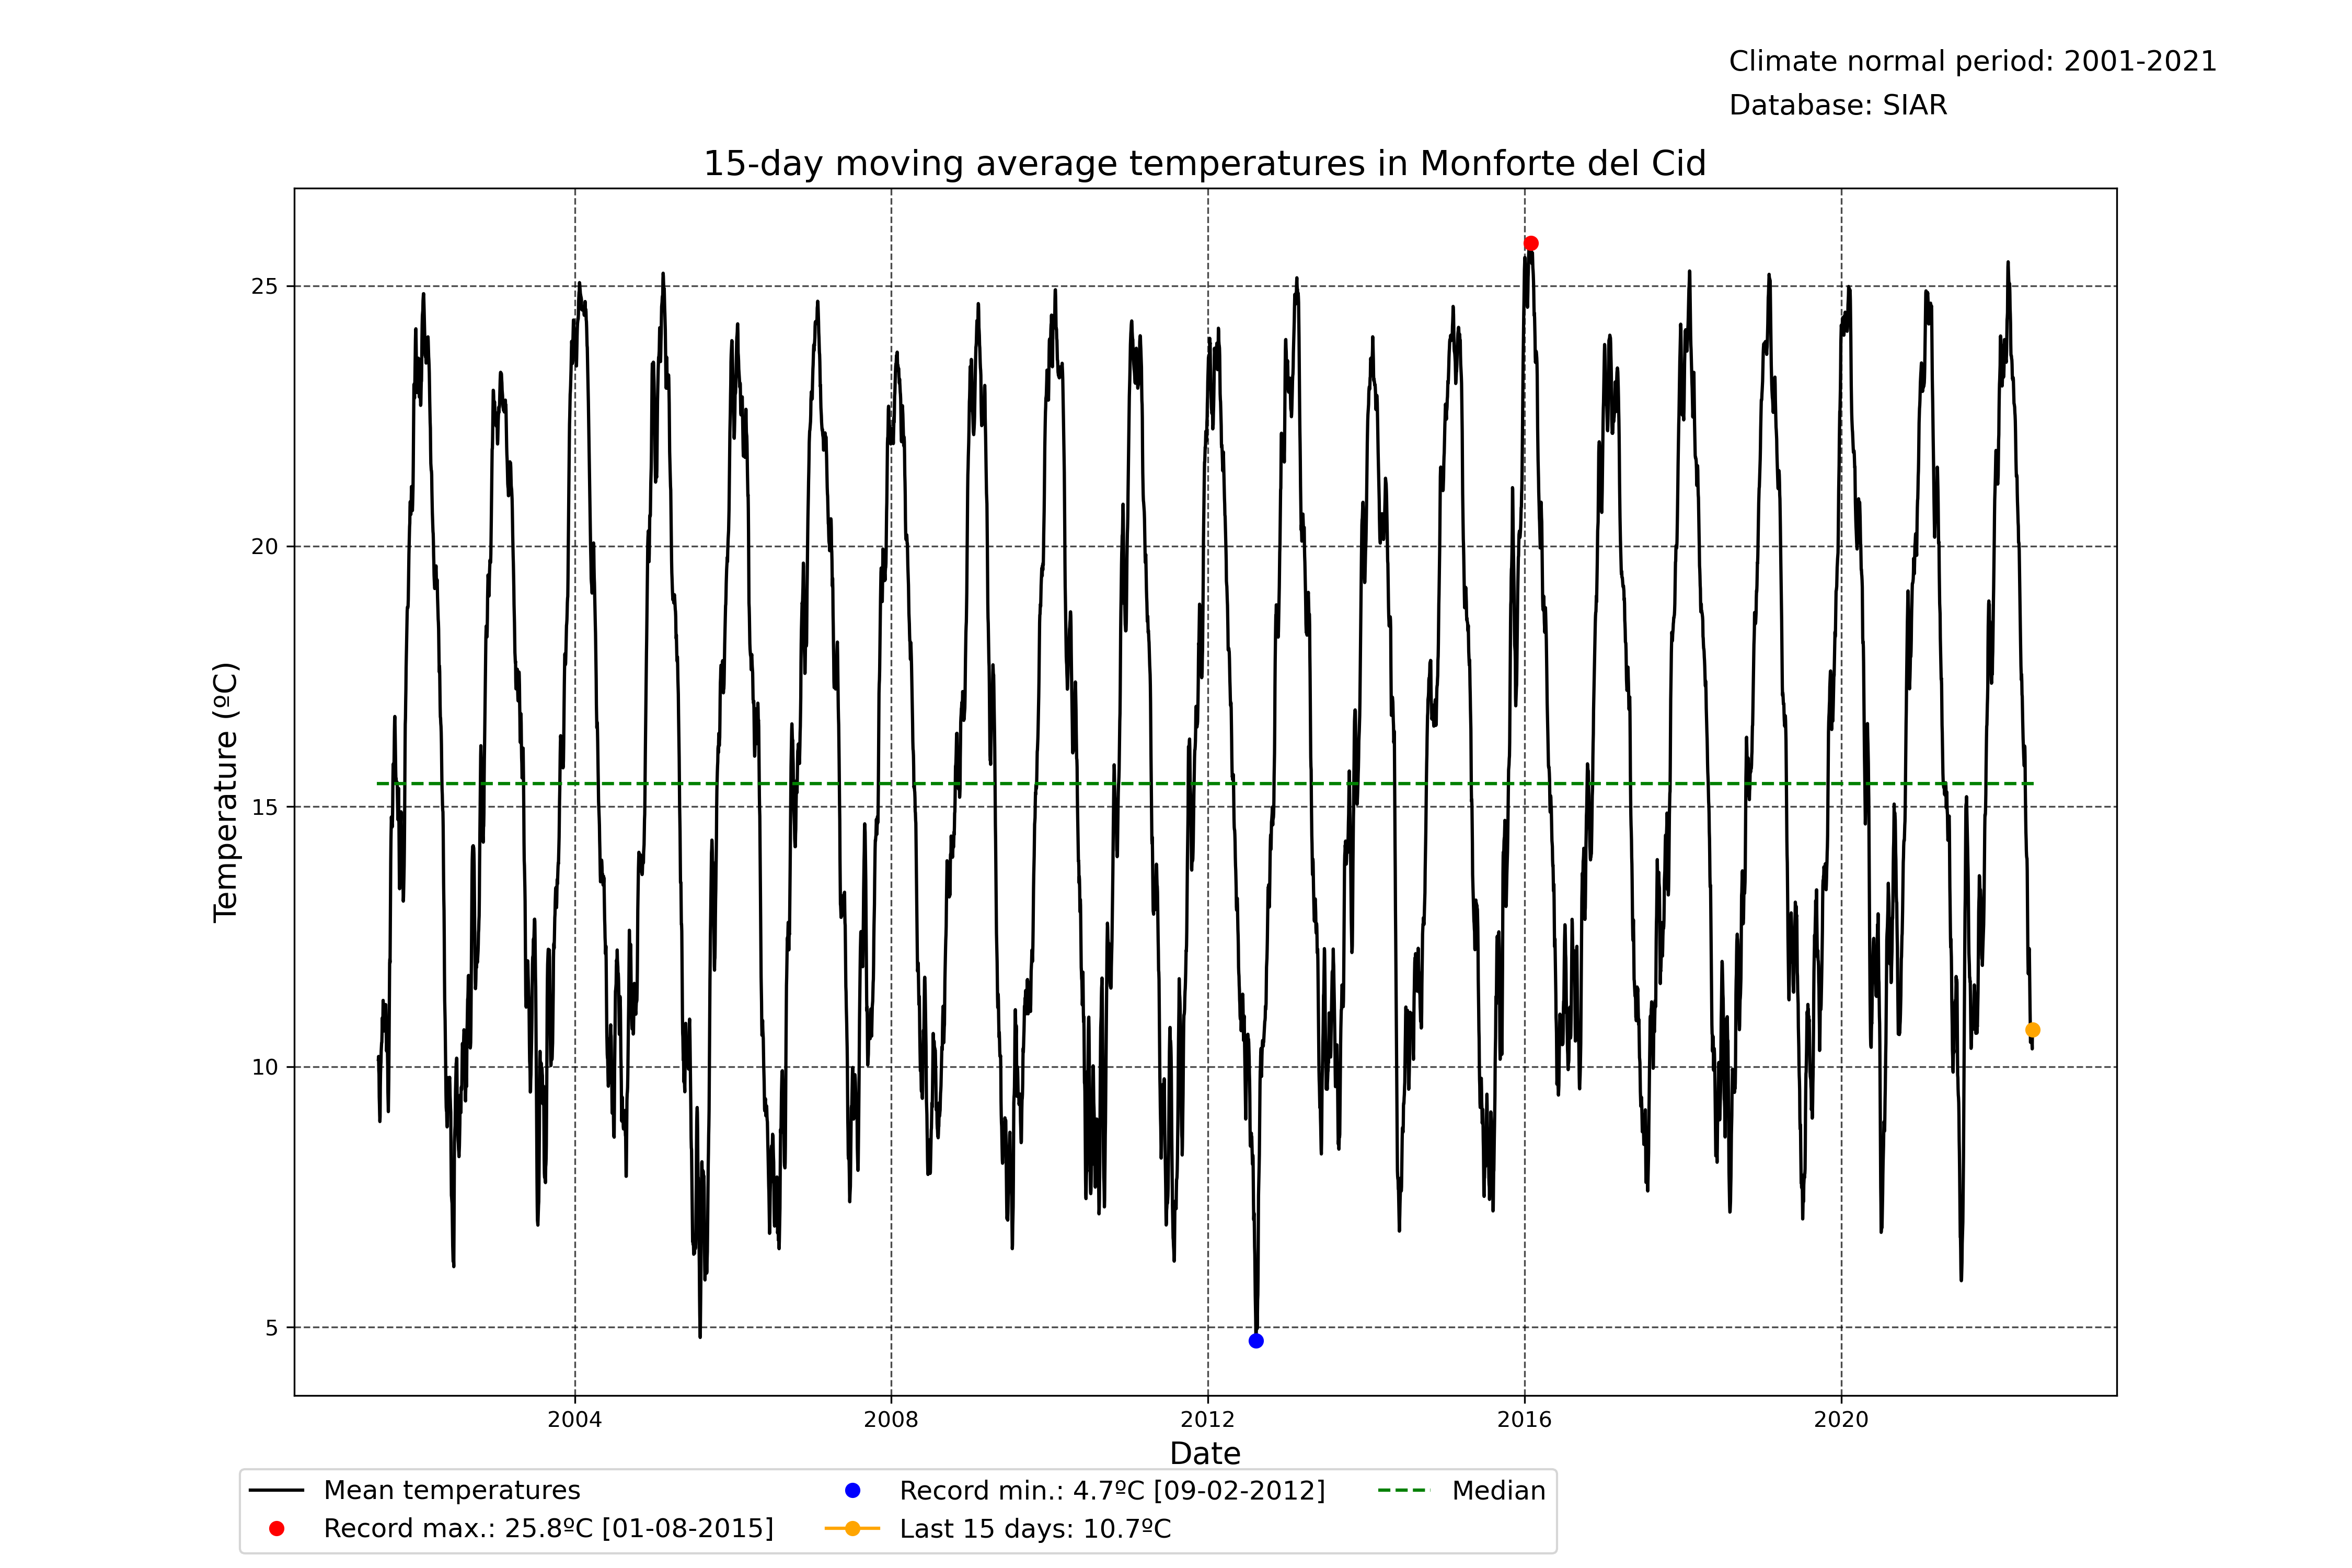 Climate normal period: 2001-2021
Database: SIAR
15-day moving average temperatures in Monforte del Cid
25
20
15
10
5
Temperature (ºC)
2004 2008 2012 2016 2020
Date
Mean temperatures
Record max.: 25.8ºC [01-08-2015]
Record min.: 4.7ºC [09-02-2012]
Last 15 days: 10.7ºC
Median